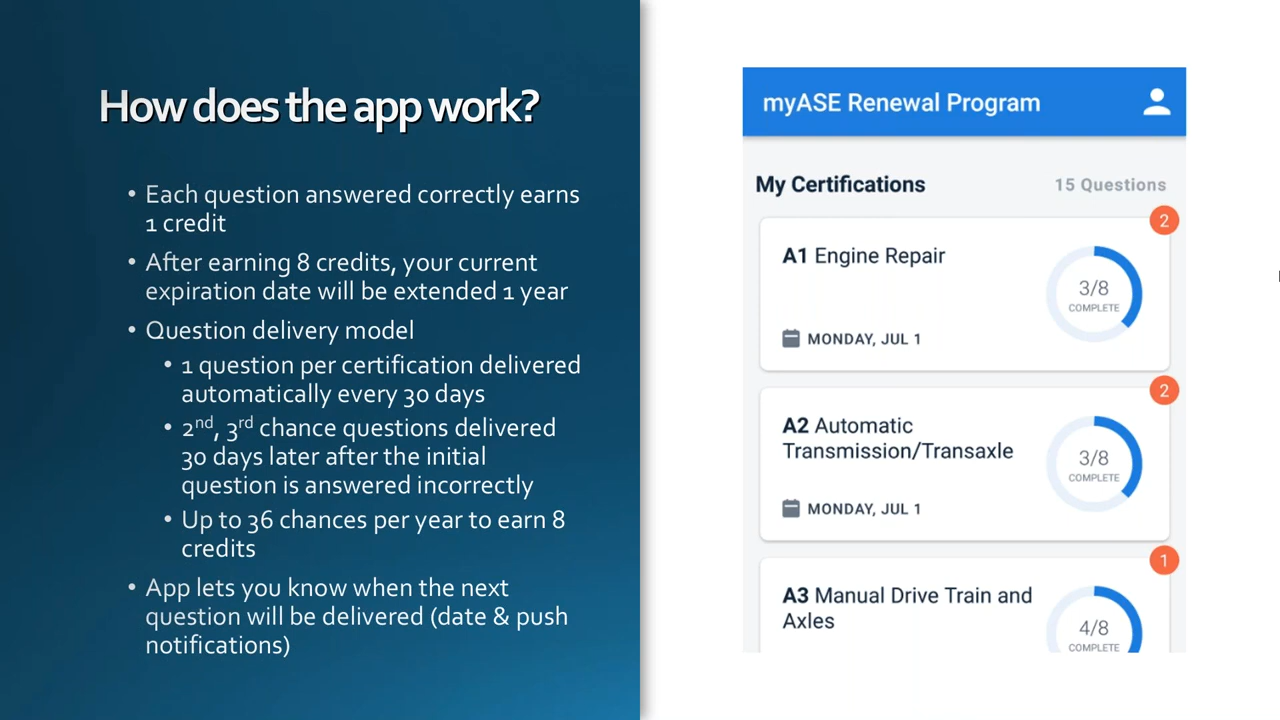 How does the app work?
• Each question answered correctly earns
1 credit
• After earning 8 credits, your current
expiration date will be extended 1 year
• Question delivery model
• 1 question per certification delivered
automatically every 30 days
• 2nd, 3rd chance questions delivered
30 days later after the initial
question is answered incorrectly
• Up to 36 chances per year to earn 8
credits
• App lets you know when the next
question will be delivered (date & push
notifications)
myASE Renewal Program
My Certifications
15 Questions
2
A1 Engine Repair
3/8
COMPLETE
MONDAY, JUL 1
2
A2 Automatic
Transmission/Transaxle
3/8
COMPLETE
MONDAY, JUL 1
1
A3 Manual Drive Train and
Axles
4/8
COMPLETE